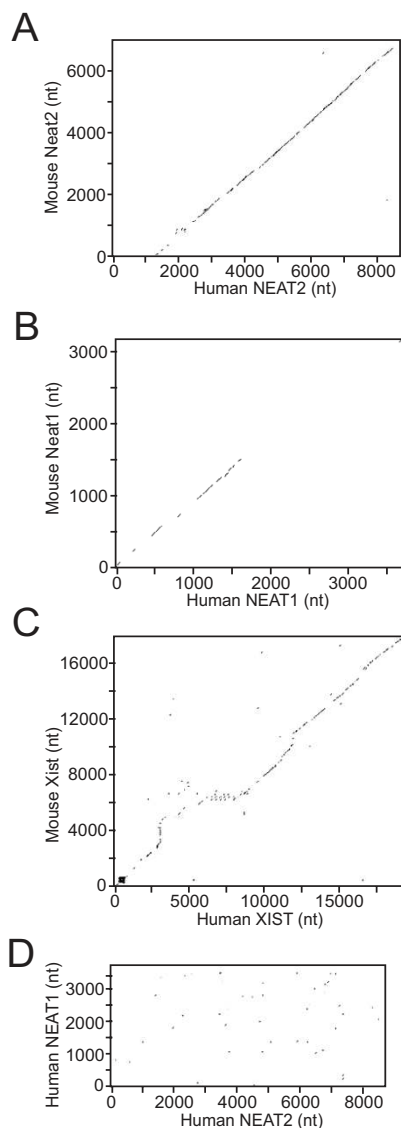 A
6000
4000
2000
0
Mouse Neat2 (nt)
0 2000 4000 6000 8000
Human NEAT2 (nt)
B
3000
2000
1000
0
Mouse Neat1 (nt)
0 1000 2000 3000
Human NEAT1 (nt)
C
16000
12000
8000
4000
0
Mouse Xist (nt)
0 5000 10000 15000
Human XIST (nt)
D
3000
2000
1000
0
Human NEAT1 (nt)
0 2000 4000 6000 8000
Human NEAT2 (nt)